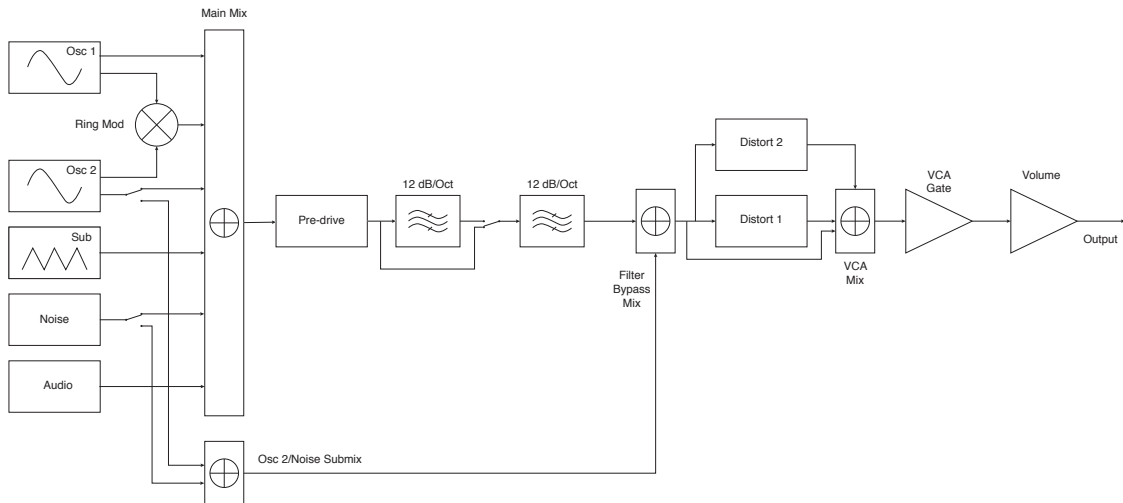 Main Mix
Osc 1
Ring Mod
Osc 2
Sub
Noise
Audio
Osc 2/Noise Submix
Pre-drive
12 dB/Oct
12 dB/Oct
Filter
Bypass
Mix
Distort 2
Distort 1
VCA
Mix
VCA
Gate
Volume
Output